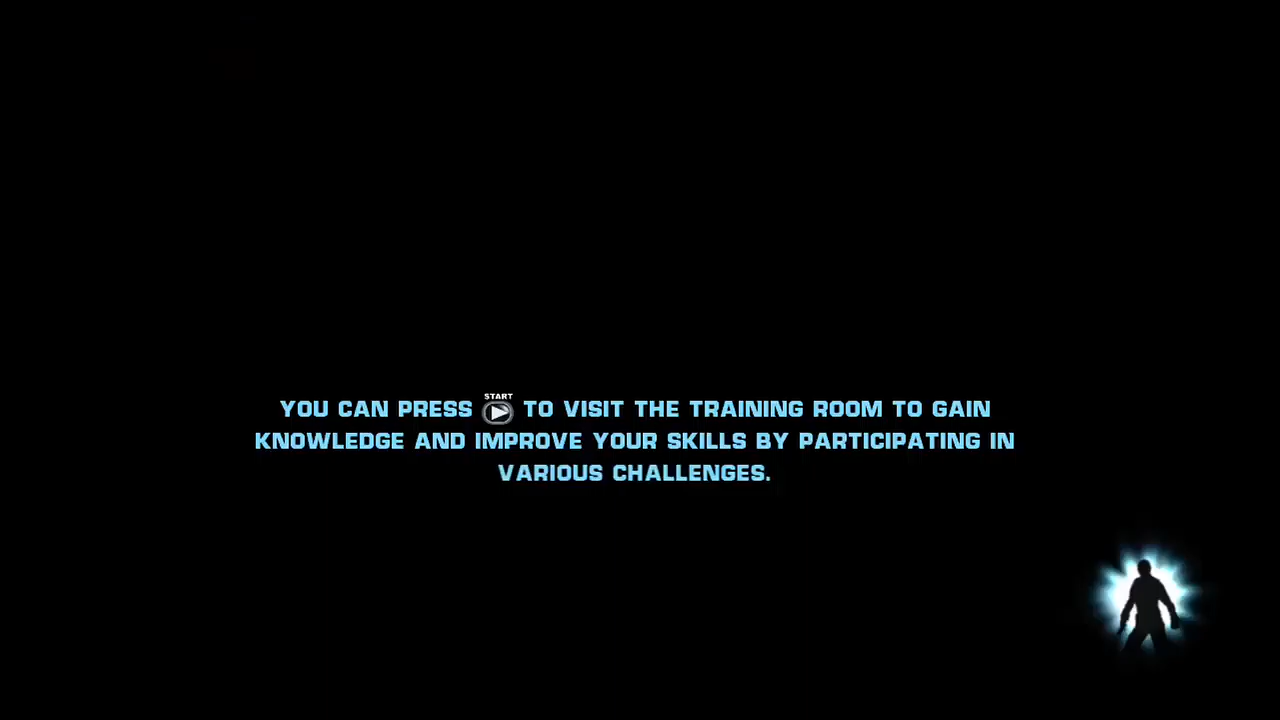 YOU CAN PRESS START TO VISIT THE TRAINING ROOM TO GAIN
KNOWLEDGE AND IMPROVE YOUR SKILLS BY PARTICIPATING IN
VARIOUS CHALLENGES.